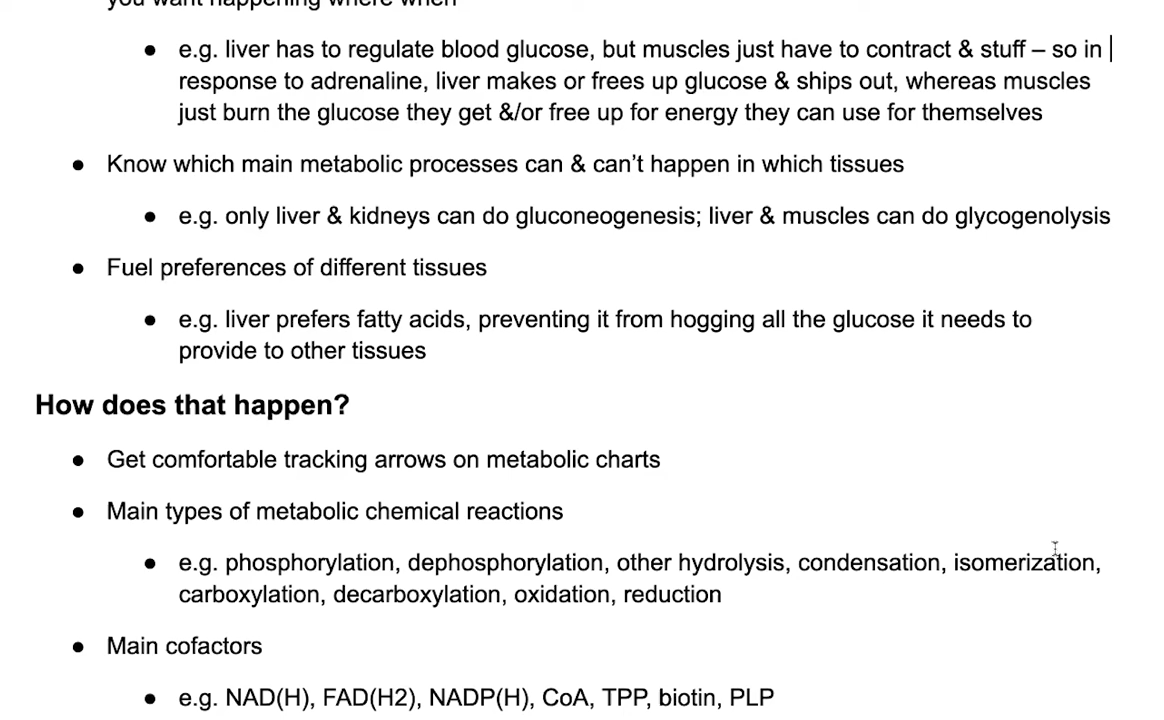 you want happening where when
● e.g. liver has to regulate blood glucose, but muscles just have to contract & stuff – so in
response to adrenaline, liver makes or frees up glucose & ships out, whereas muscles
just burn the glucose they get &/or free up for energy they can use for themselves
● Know which main metabolic processes can & can’t happen in which tissues
● e.g. only liver & kidneys can do gluconeogenesis; liver & muscles can do glycogenolysis
● Fuel preferences of different tissues
● e.g. liver prefers fatty acids, preventing it from hogging all the glucose it needs to
provide to other tissues
How does that happen?
● Get comfortable tracking arrows on metabolic charts
● Main types of metabolic chemical reactions
● e.g. phosphorylation, dephosphorylation, other hydrolysis, condensation, isomerization,
carboxylation, decarboxylation, oxidation, reduction
● Main cofactors
● e.g. NAD(H), FAD(H2), NADP(H), CoA, TPP, biotin, PLP